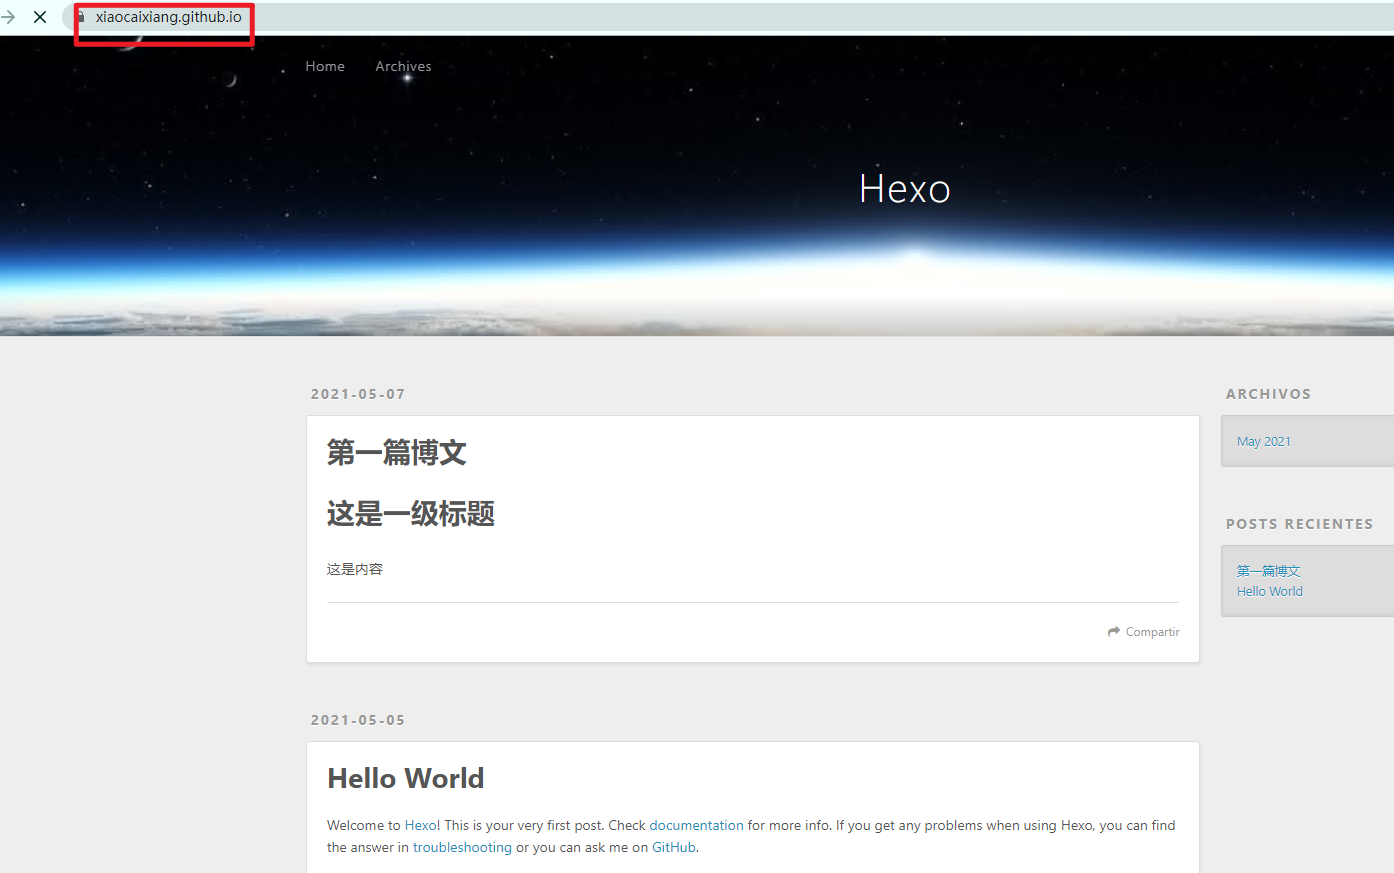 xiaocaixiang.github.io
Home Archives
Hexo
2021-05-07
第一篇博文
这是一级标题
这是内容
Compartir
2021-05-05
Hello World
Welcome to Hexo! This is your very first post. Check documentation for more info. If you get any problems when using Hexo, you can find
the answer in troubleshooting or you can ask me on GitHub.
ARCHIVOS
May 2021
POSTS RECIENTES
第一篇博文
Hello World